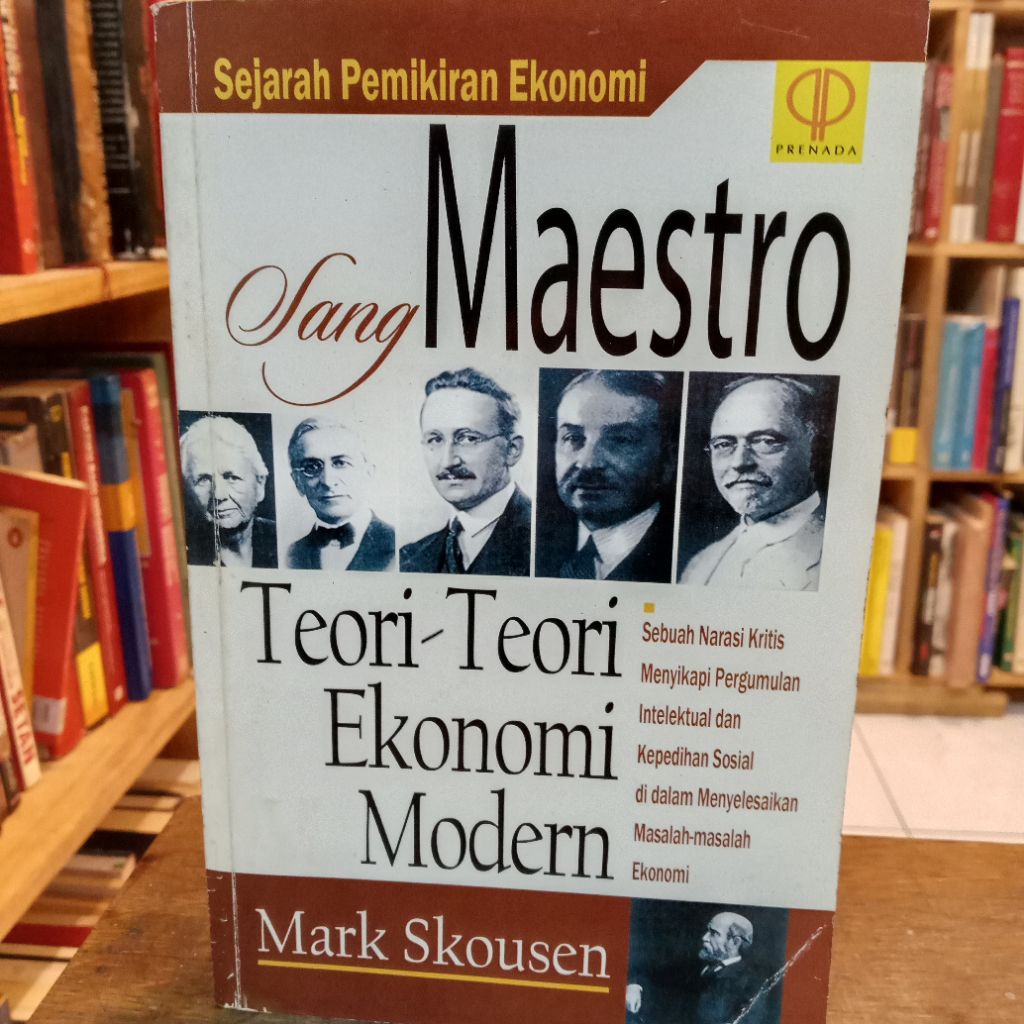 Sejarah Pemikiran Ekonomi
PRENADA
Sang Maestro
Teori-Teori
Ekonomi
Modern
Sebuah Narasi Kritis
Menyikapi Pergumulan
Intelektual dan
Kepedihan Sosial
di dalam Menyelesaikan
Masalah-masalah
Ekonomi
Mark Skousen
SETAN